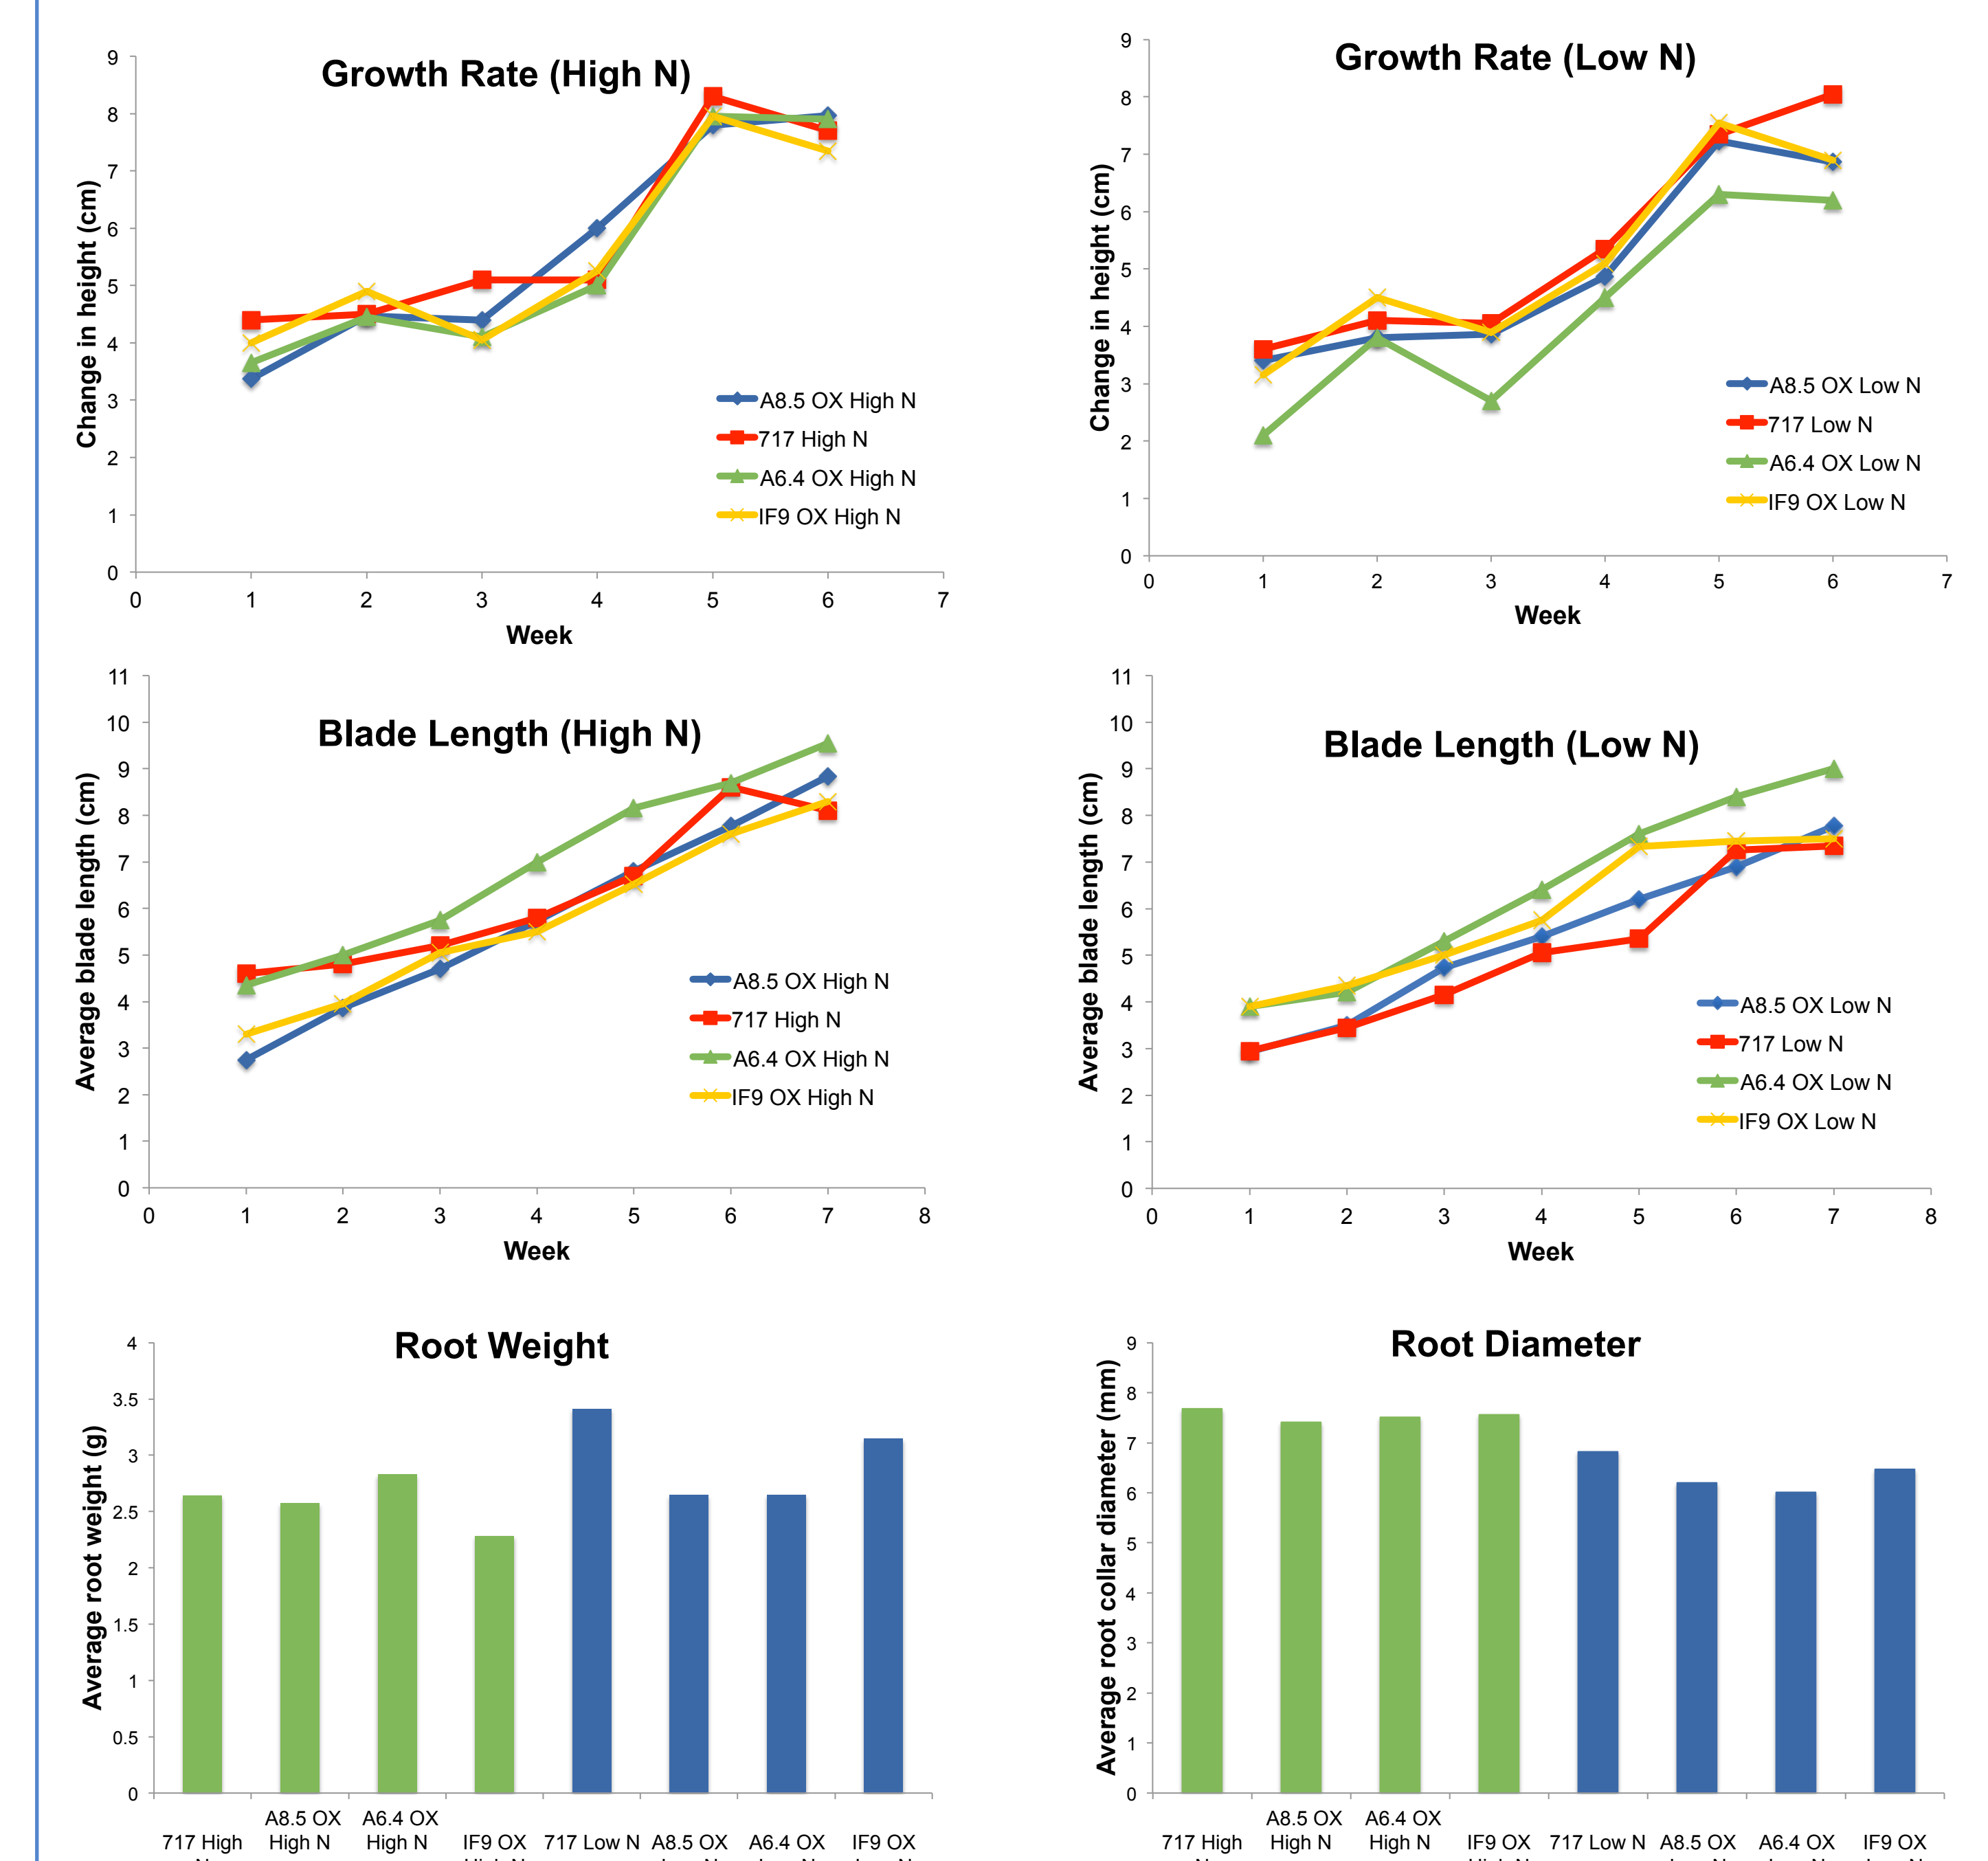 Growth Rate (High N)
Change in height (cm)
9
8
7
6
5
4
3
2
1
0
0 1 2 3 4 5 6 7
Week
A8.5 OX High N
717 High N
A6.4 OX High N
IF9 OX High N
Growth Rate (Low N)
Change in height (cm)
9
8
7
6
5
4
3
2
1
0
0 1 2 3 4 5 6 7
Week
A8.5 OX Low N
717 Low N
A6.4 OX Low N
IF9 OX Low N
Blade Length (High N)
Average blade length (cm)
11
10
9
8
7
6
5
4
3
2
1
0
0 1 2 3 4 5 6 7 8
Week
A8.5 OX High N
717 High N
A6.4 OX High N
IF9 OX High N
Blade Length (Low N)
Average blade length (cm)
11
10
9
8
7
6
5
4
3
2
1
0
0 1 2 3 4 5 6 7 8
Week
A8.5 OX Low N
717 Low N
A6.4 OX Low N
IF9 OX Low N
Root Weight
Average root weight (g)
4
3.5
3
2.5
2
1.5
1
0.5
0
717 High
A8.5 OX
High N
A6.4 OX
High N
IF9 OX
717 Low N
A8.5 OX
A6.4 OX
IF9 OX
Root Diameter
Average root collar diameter (mm)
9
8
7
6
5
4
3
2
1
0
717 High
A8.5 OX
High N
A6.4 OX
High N
IF9 OX
717 Low N
A8.5 OX
A6.4 OX
IF9 OX